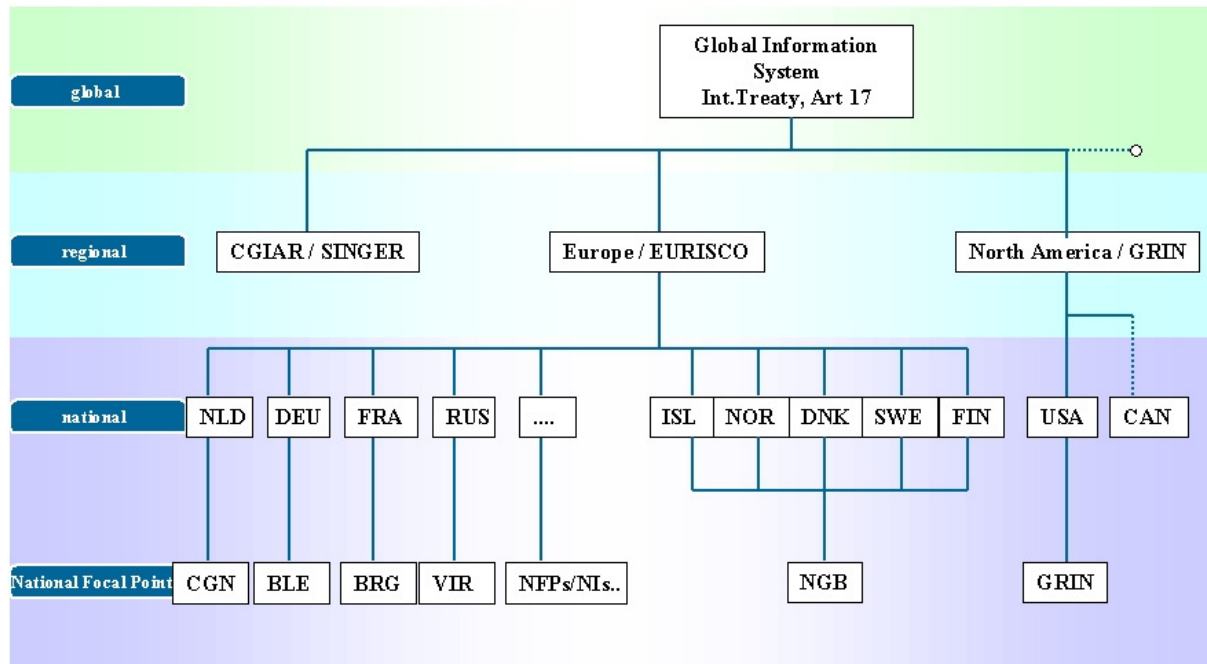 Global Information
System
Int.Treaty, Art 17
global
regional
CGIAR / SINGER
Europe / EURISCO
North America / GRIN
national
NLD
DEU
FRA
RUS
....
ISL
NOR
DNK
SWE
FIN
USA
CAN
National Focal Point
CGN
BLE
BRG
VIR
NFPs/NIs..
NGB
GRIN